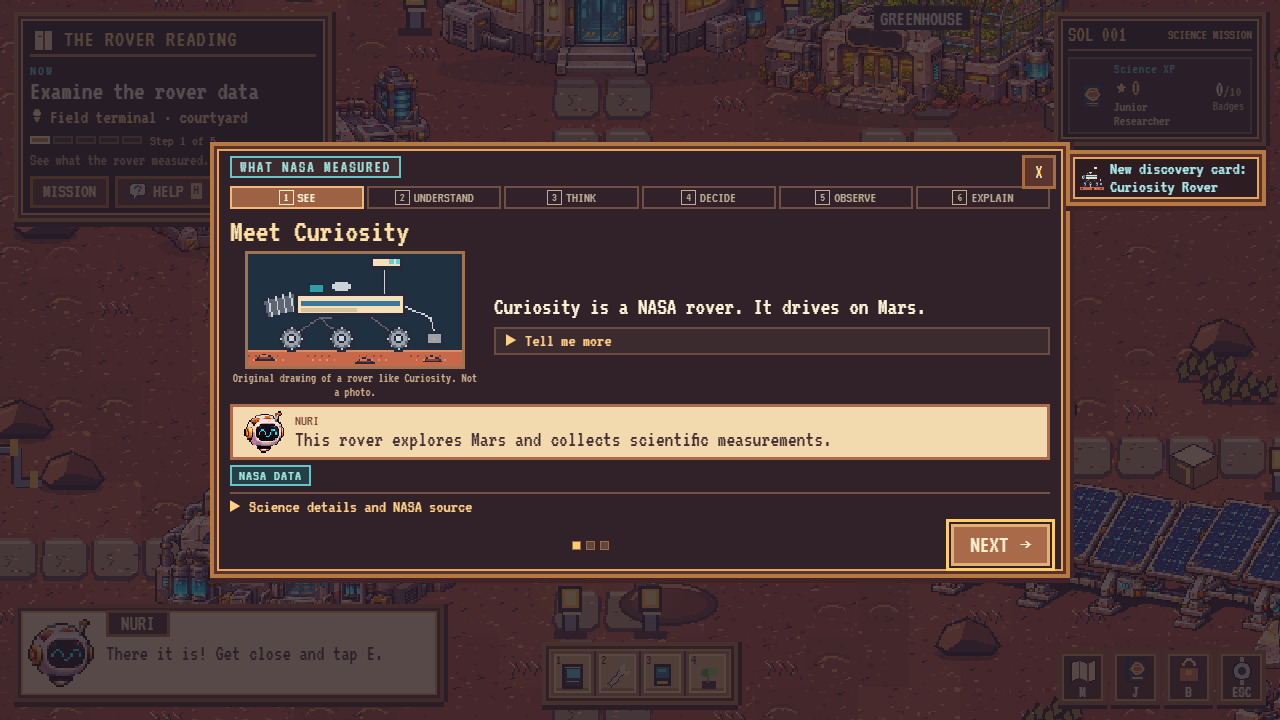 THE ROVER READING
NOW
Examine the rover data
Field terminal · courtyard
Step 1 of 5
See what the rover measured.
MISSION
HELP H
GREENHOUSE
SOL 001 SCIENCE MISSION
Science XP
★ 0 0/10
Junior Badges
Researcher
New discovery card:
Curiosity Rover
WHAT NASA MEASURED
X
1 SEE 2 UNDERSTAND 3 THINK 4 DECIDE 5 OBSERVE 6 EXPLAIN
Meet Curiosity
Curiosity is a NASA rover. It drives on Mars.
Tell me more
Original drawing of a rover like Curiosity. Not
a photo.
NURI
This rover explores Mars and collects scientific measurements.
NASA DATA
Science details and NASA source
NEXT →
NURI
There it is! Get close and tap E.
1 2 3 4
M J B ESC